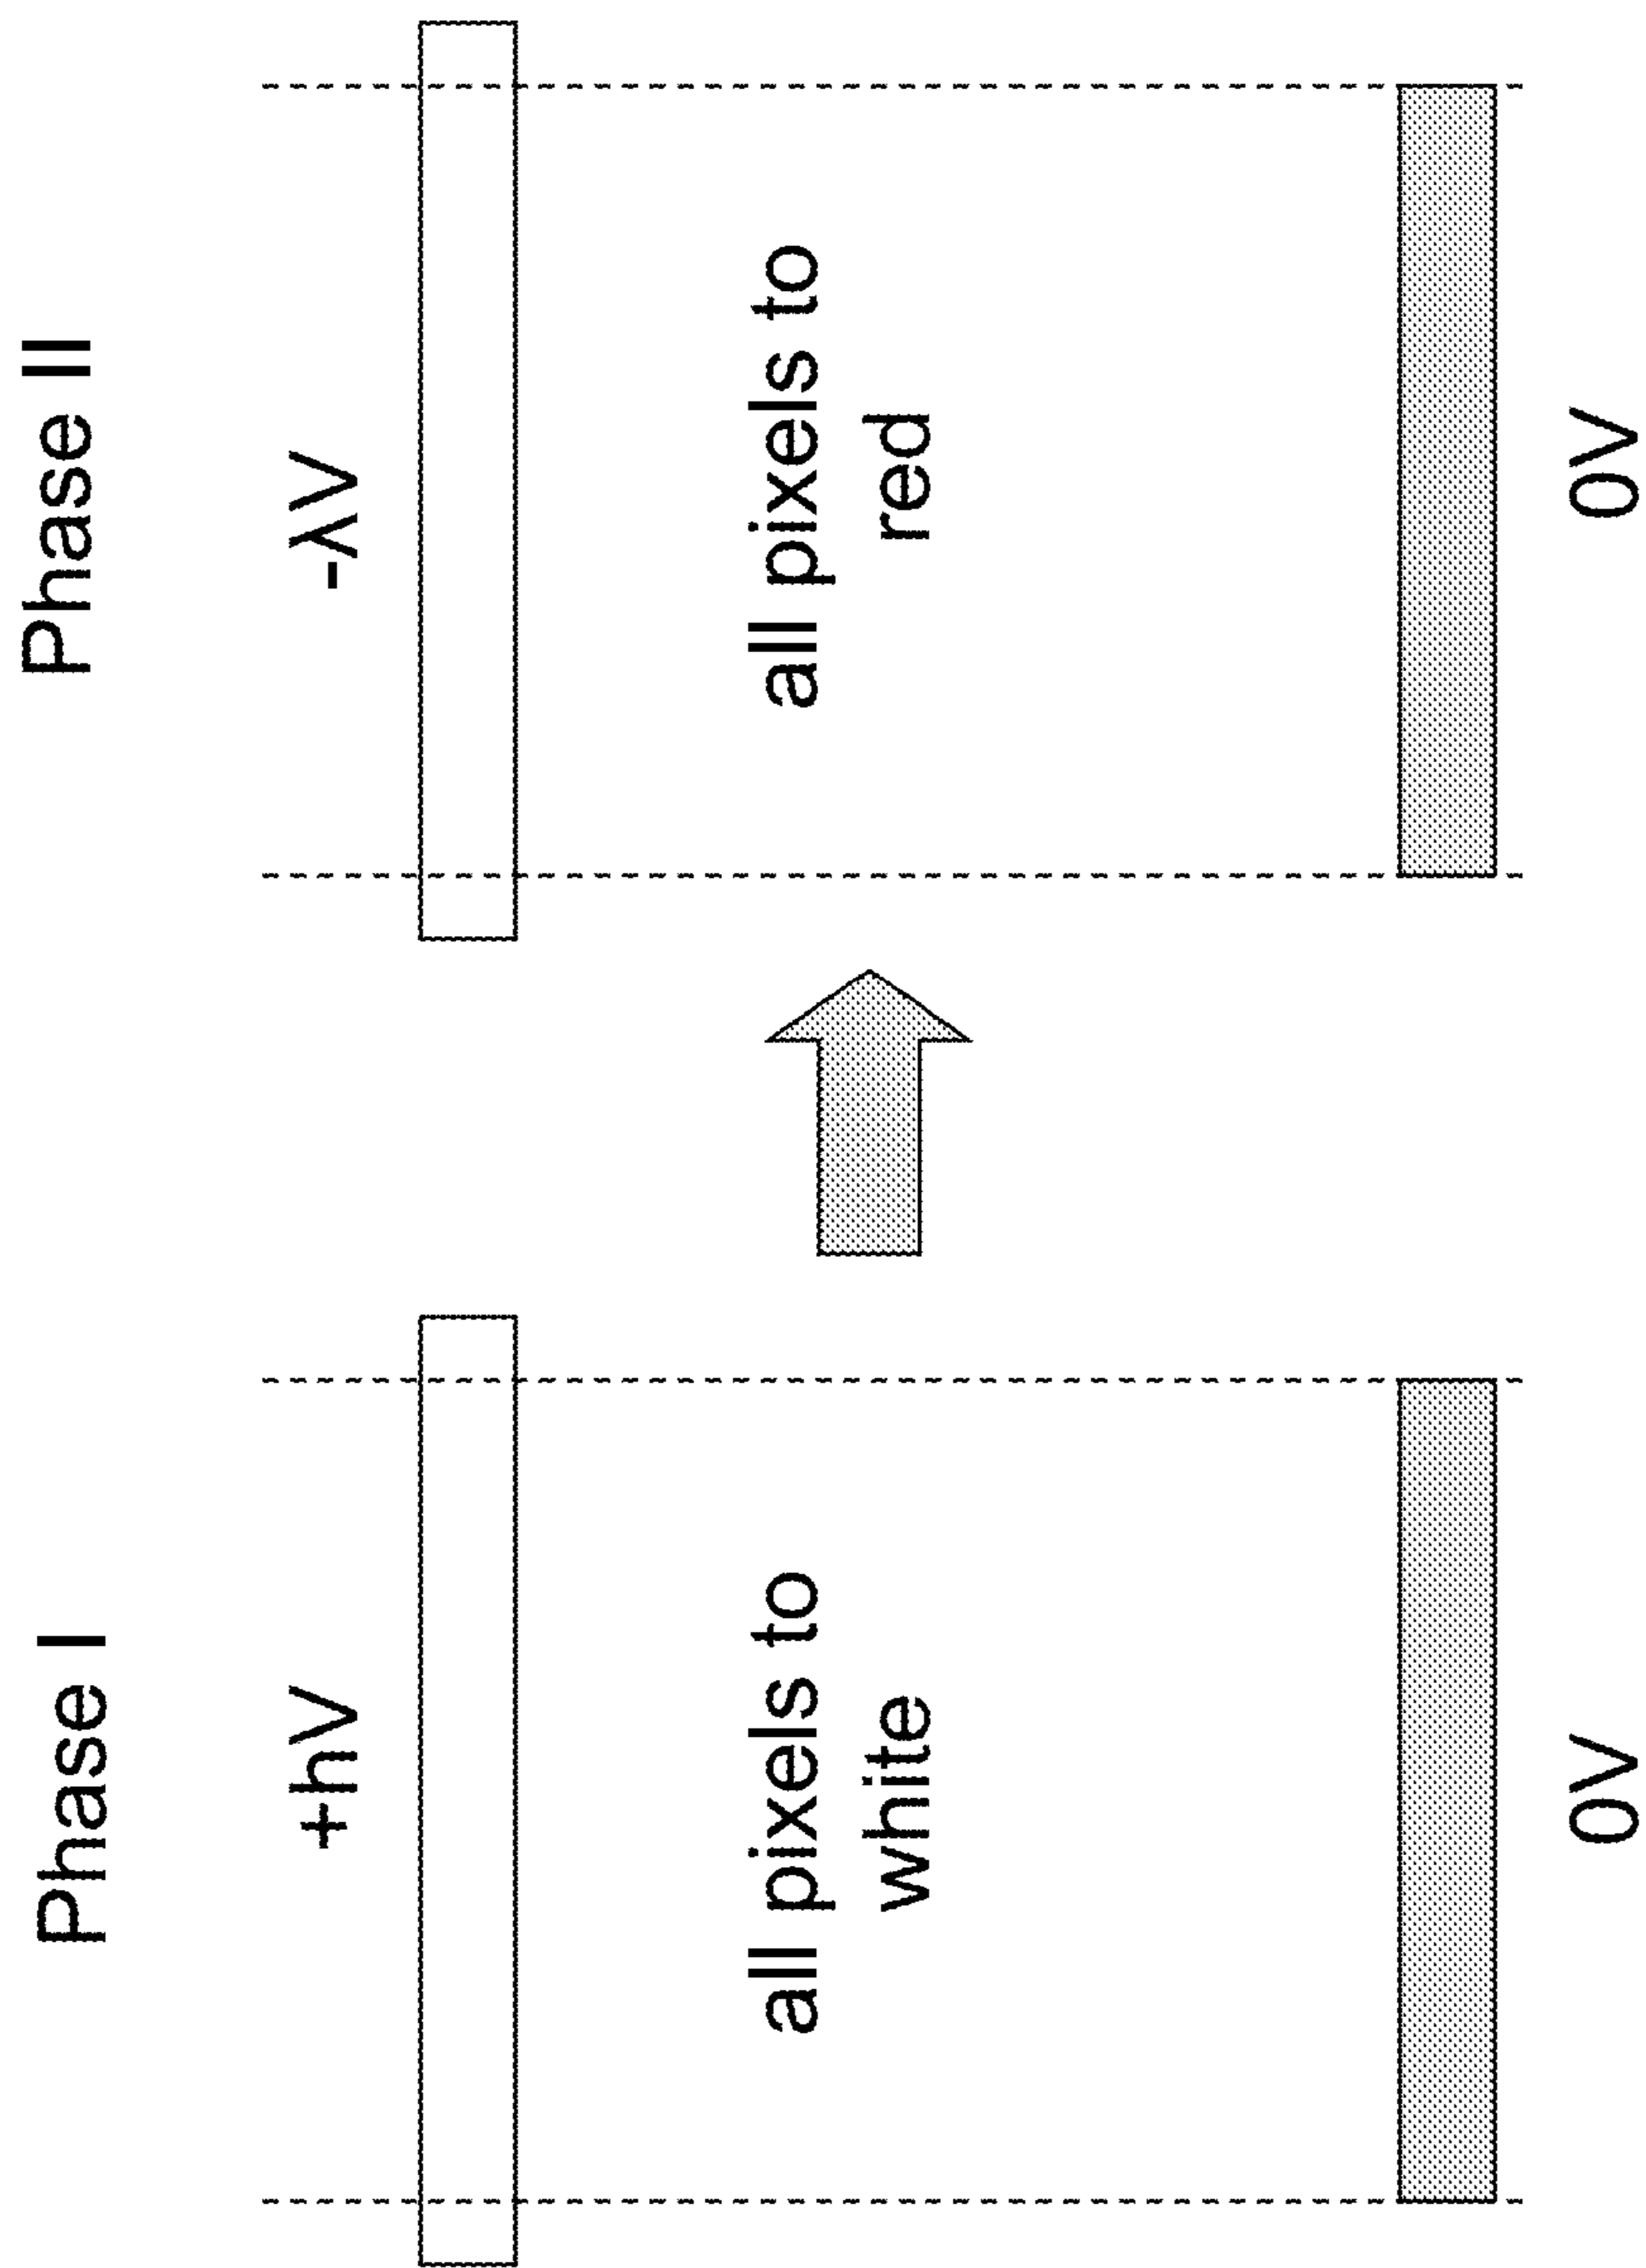 Phase I
+hV
all pixels to
white
0V
Phase II
-λV
all pixels to
red
0V